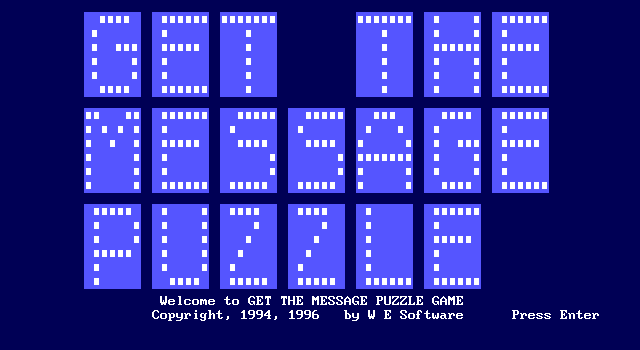 GET THE
MESSAGE
PUZZLE
Welcome to GET THE MESSAGE PUZZLE GAME
Copyright, 1994, 1996 by W E Software Press Enter